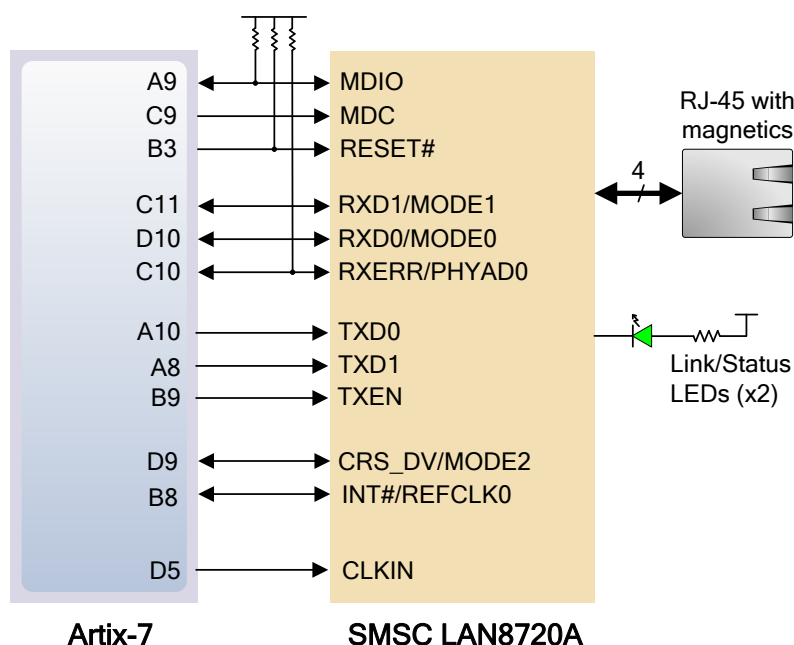 A9 MDIO
C9 MDC
B3 RESET#
C11 RXD1/MODE1
D10 RXD0/MODE0
C10 RXERR/PHYAD0
A10 TXD0
A8 TXD1
B9 TXEN
D9 CRS_DV/MODE2
B8 INT#/REFCLK0
D5 CLKIN
Artix-7
SMSC LAN8720A
RJ-45 with
magnetics
4
Link/Status
LEDs (x2)